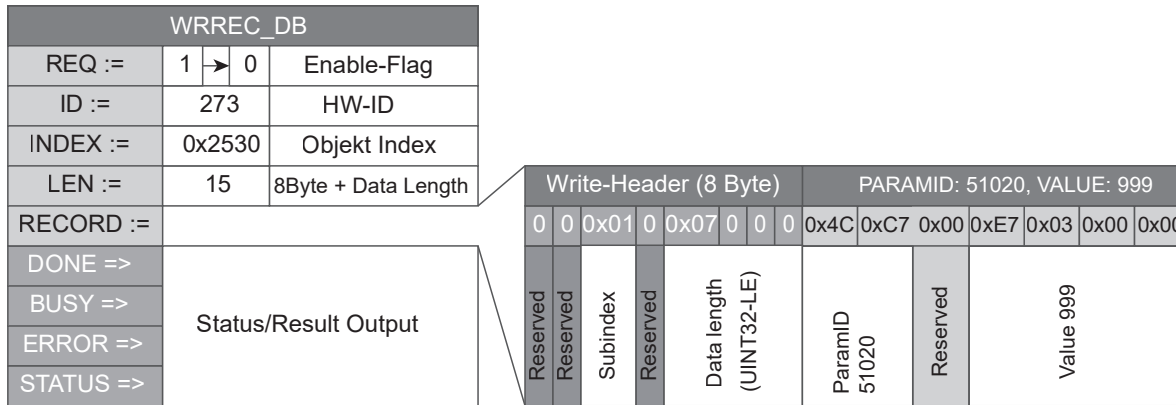 WRREC_DB
REQ := 1 0 Enable-Flag
ID := 273 HW-ID
INDEX := 0x2530 Objekt Index
LEN := 15 8Byte + Data Length
RECORD :=
DONE =>
BUSY =>
ERROR =>
STATUS =>
Status/Result Output
Write-Header (8 Byte) PARAMID: 51020, VALUE: 999
0 0 0x01 0 0x07 0 0 0 0x4C 0xC7 0x00 0xE7 0x03 0x00 0x00
Reserved
Reserved
Subindex
Reserved
Data length
(UINT32-LE)
ParamID
51020
Reserved
Value 999